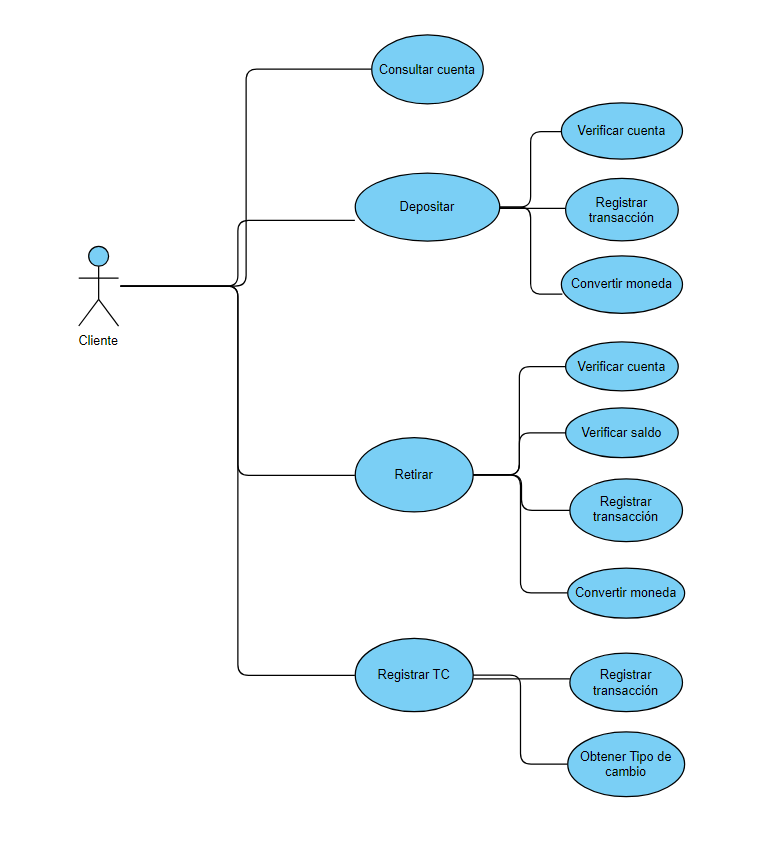 Consultar cuenta
Verificar cuenta
Depositar
Registrar
transacción
Convertir moneda
Cliente
Verificar cuenta
Verificar saldo
Retirar
Registrar
transacción
Convertir moneda
Registrar TC
Registrar
transacción
Obtener Tipo de
cambio